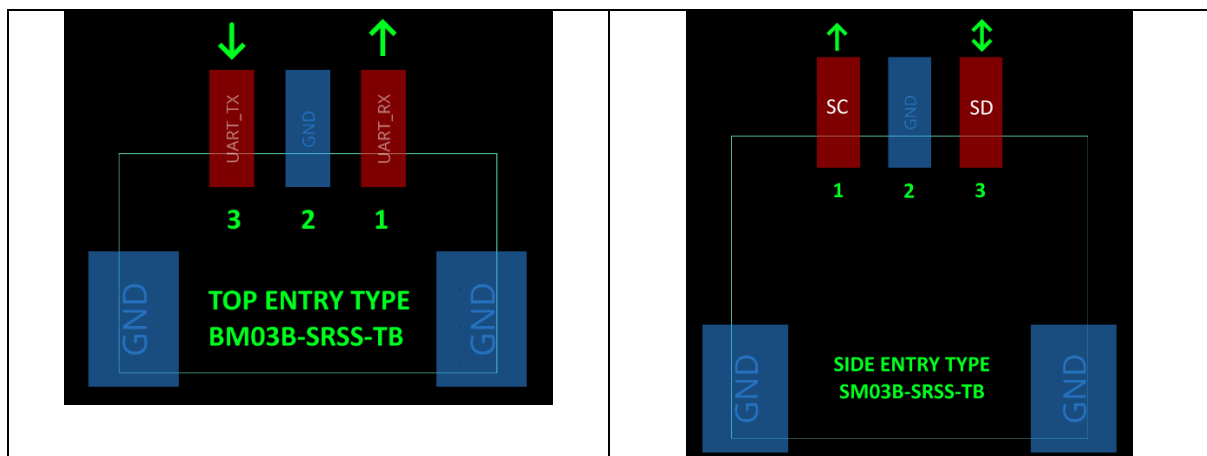 UART_TX
GND
UART_RX
3
2
1
GND
TOP ENTRY TYPE
BM03B-SRSS-TB
GND
SC
GND
SD
1
2
3
GND
SIDE ENTRY TYPE
SM03B-SRSS-TB
GND